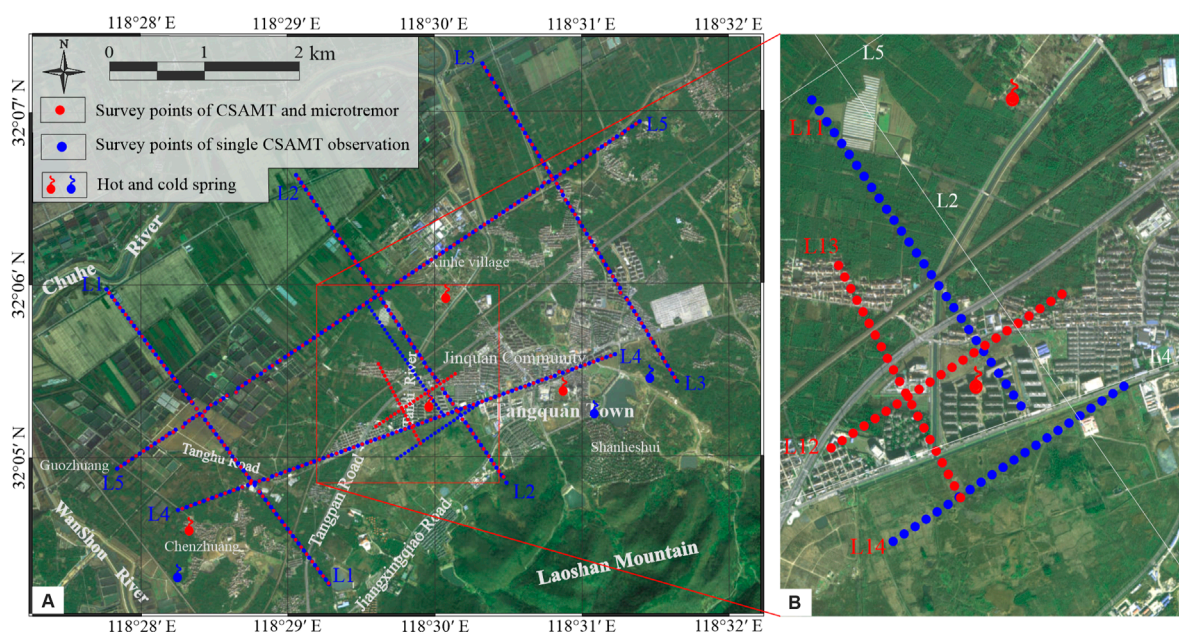 118°28′ E
118°29′ E
118°30′ E
118°31′ E
118°32′ E
N
0 1 2 km
Survey points of CSAMT and microtremor
Survey points of single CSAMT observation
Hot and cold spring
32°07′ N
32°06′ N
32°05′ N
L3
L5
L2
Chuhe River
L1
Xinhe village
Jinquan Community
L4
L3
River
Tangquan Town
Shanheshui
Guozhuang
L5
Tanghu Road
L4
Tangpan Road
L2
WanShou River
Chenzhuang
Jiangxingqiao Road
L1
Laoshan Mountain
A
118°28′ E
118°29′ E
118°30′ E
118°31′ E
118°32′ E
L5
L11
L2
L13
L4
L12
L14
B